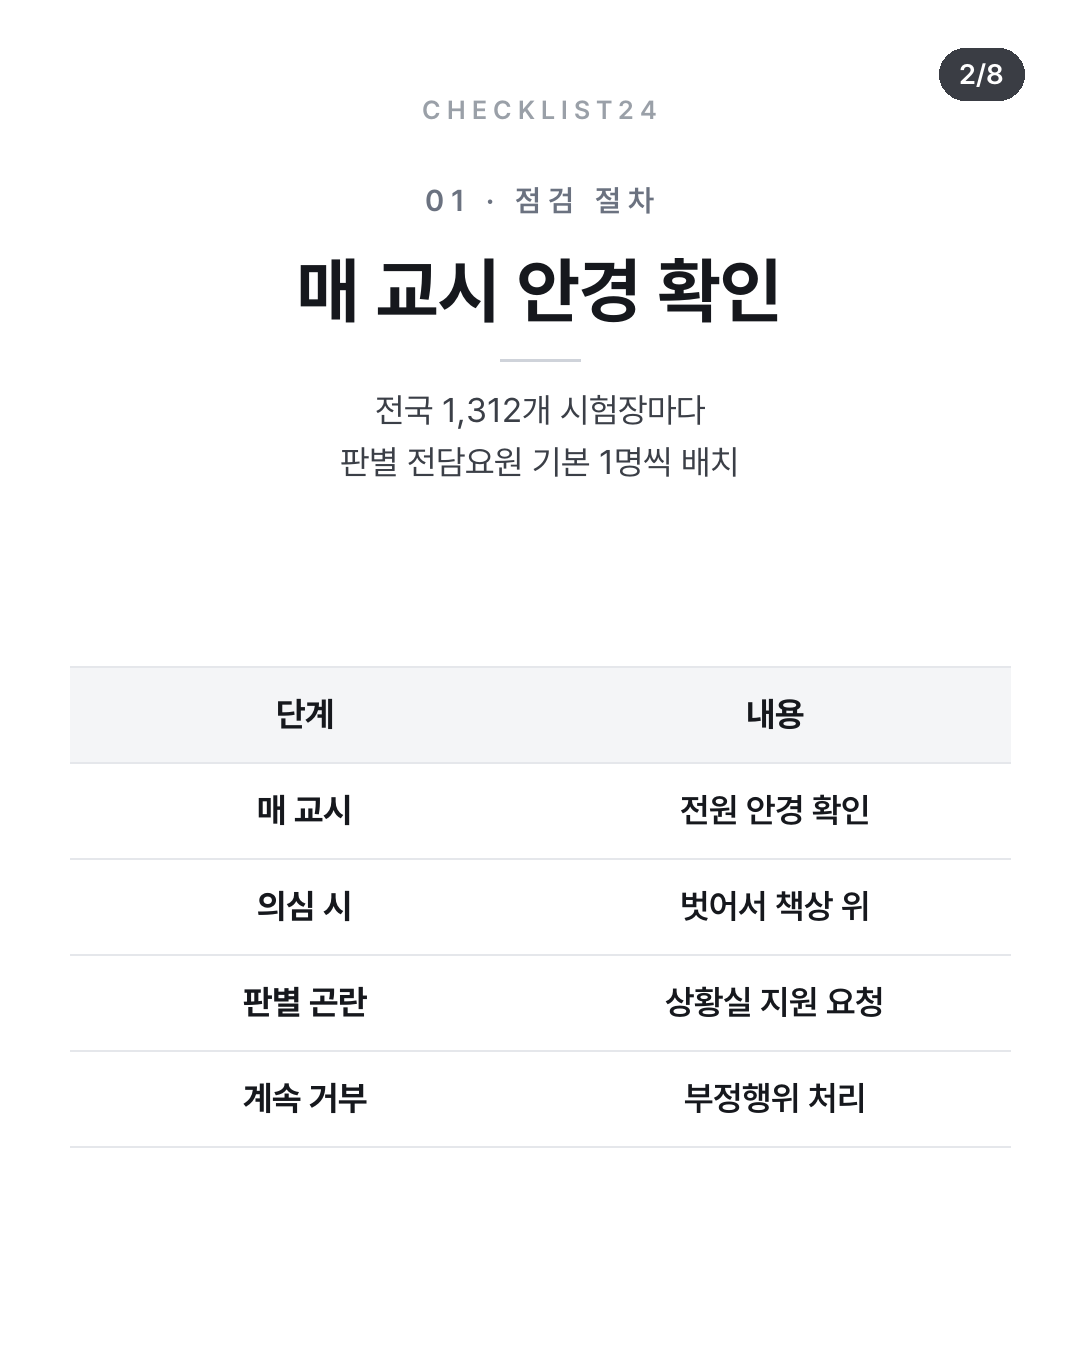 2/8
CHECKLIST24
01 · 점검 절차
매 교시 안경 확인
전국 1,312개 시험장마다
판별 전담요원 기본 1명씩 배치
단계 내용
매 교시 전원 안경 확인
의심 시 벗어서 책상 위
판별 곤란 상황실 지원 요청
계속 거부 부정행위 처리